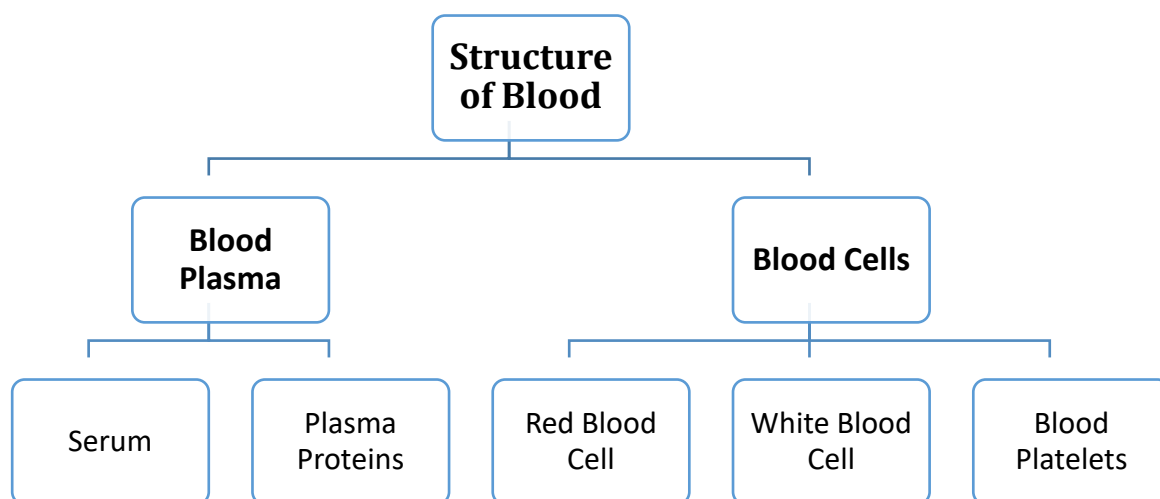 Structure
of Blood
Blood
Plasma
Blood Cells
Serum
Plasma
Proteins
Red Blood
Cell
White Blood
Cell
Blood
Platelets